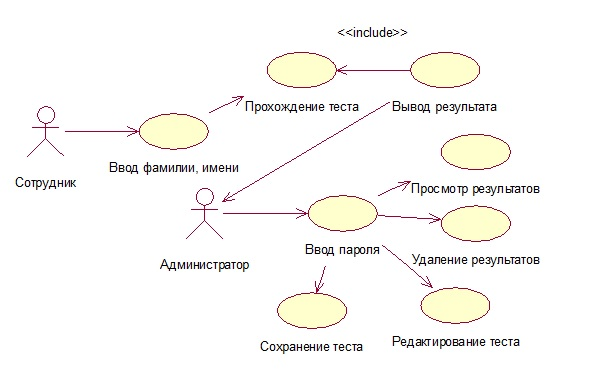 <<include>>
Прохождение теста
Вывод результата
Ввод фамилии, имени
Сотрудник
Просмотр результатов
Ввод пароля
Удаление результатов
Администратор
Сохранение теста
Редактирование теста